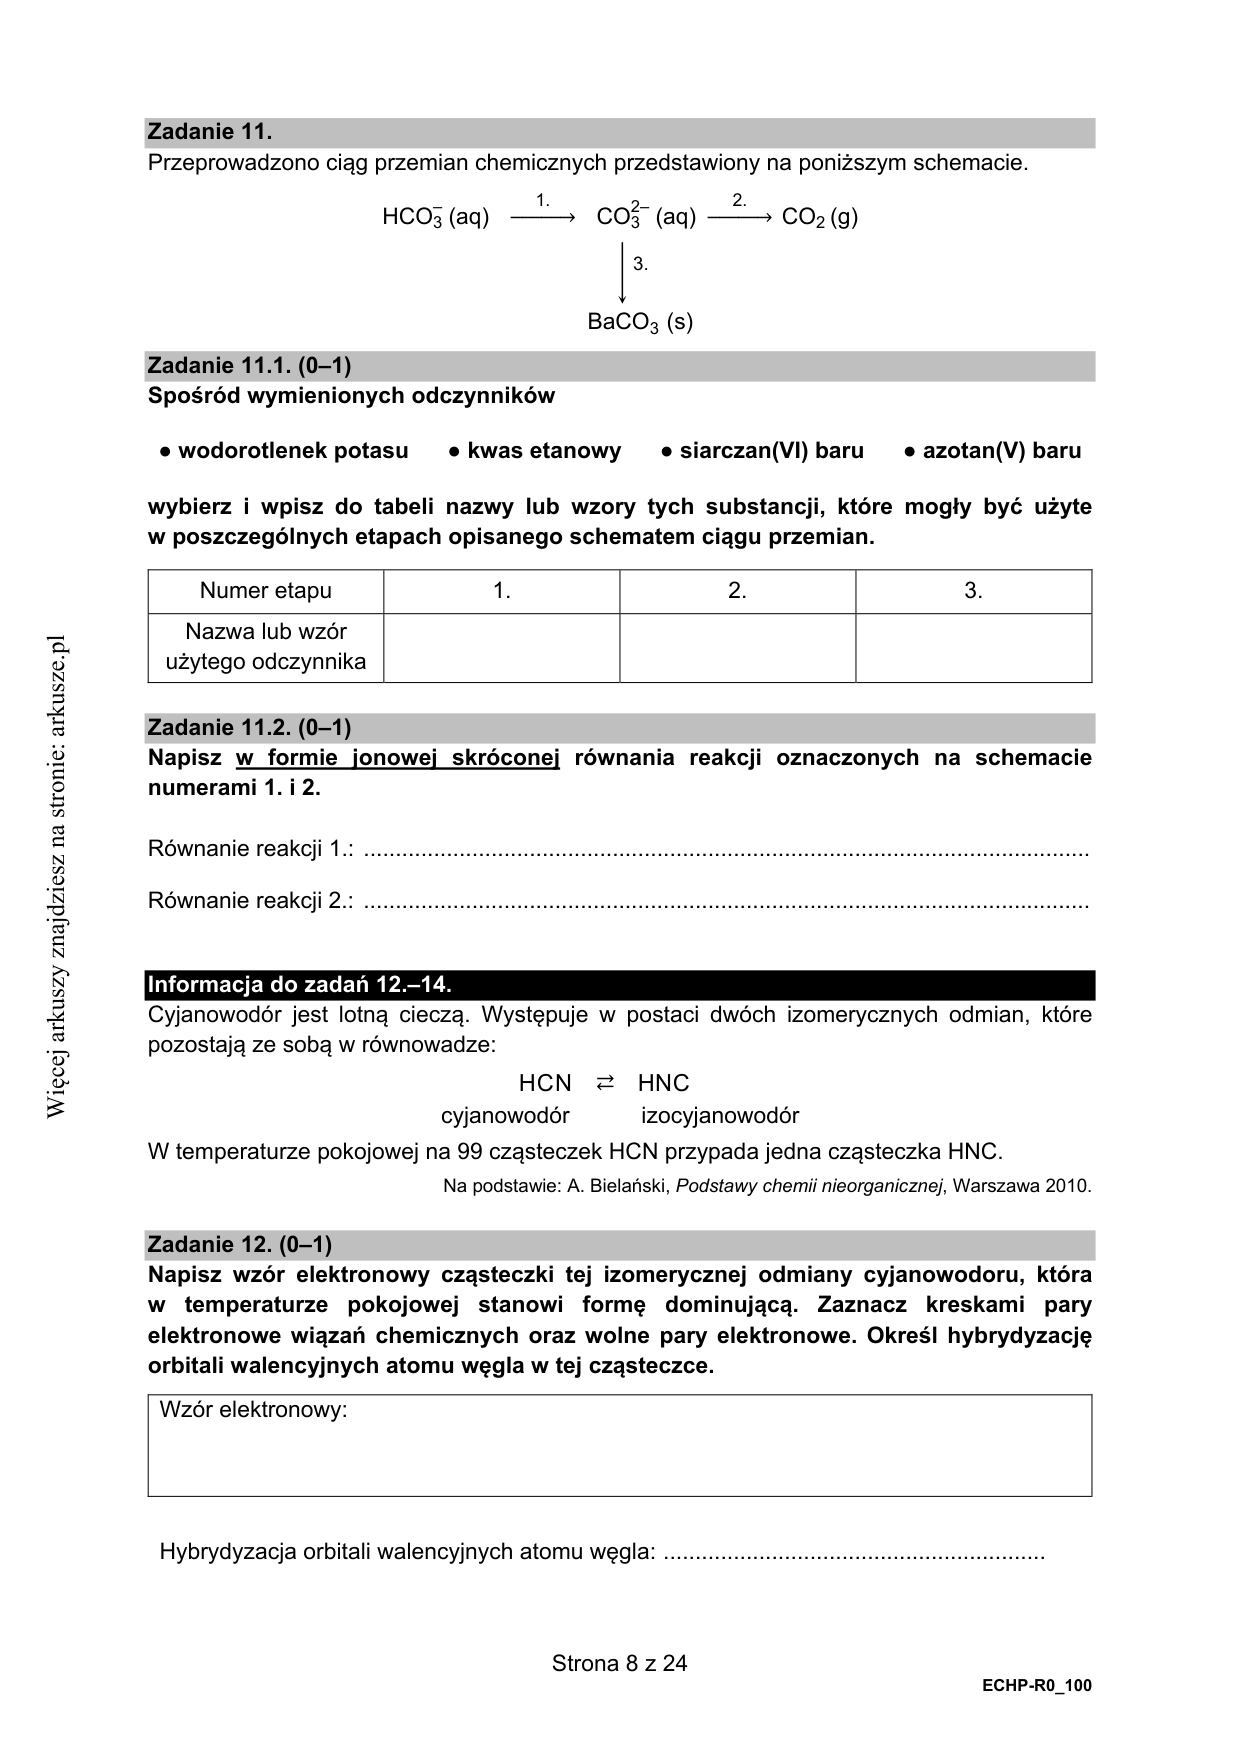 Zadanie 11.
Przeprowadzono ciąg przemian chemicznych przedstawiony na poniższym schemacie.
HCO₃⁻ (aq) 1.⟶ CO₃²⁻ (aq) 2.⟶ CO₂ (g)
↓ 3.
BaCO₃ (s)
Zadanie 11.1. (0–1)
Spośród wymienionych odczynników
● wodorotlenek potasu ● kwas etanowy ● siarczan(VI) baru ● azotan(V) baru
wybierz i wpisz do tabeli nazwy lub wzory tych substancji, które mogły być użyte
w poszczególnych etapach opisanego schematem ciągu przemian.
Numer etapu 1. 2. 3.
Nazwa lub wzór
użytego odczynnika
Zadanie 11.2. (0–1)
Napisz w formie jonowej skróconej równania reakcji oznaczonych na schemacie
numerami 1. i 2.
Równanie reakcji 1.: ....................................................................................................................
Równanie reakcji 2.: ....................................................................................................................
Informacja do zadań 12.–14.
Cyjanowodór jest lotną cieczą. Występuje w postaci dwóch izomerycznych odmian, które
pozostają ze sobą w równowadze:
HCN ⇄ HNC
cyjanowodór izocyjanowodór
W temperaturze pokojowej na 99 cząsteczek HCN przypada jedna cząsteczka HNC.
Na podstawie: A. Bielański, Podstawy chemii nieorganicznej, Warszawa 2010.
Zadanie 12. (0–1)
Napisz wzór elektronowy cząsteczki tej izomerycznej odmiany cyjanowodoru, która
w temperaturze pokojowej stanowi formę dominującą. Zaznacz kreskami pary
elektronowe wiązań chemicznych oraz wolne pary elektronowe. Określ hybrydyzację
orbitali walencyjnych atomu węgla w tej cząsteczce.
Wzór elektronowy:
Hybrydyzacja orbitali walencyjnych atomu węgla: ............................................................
Strona 8 z 24
ECHP-R0_100
Więcej arkuszy znajdziesz na stronie: arkusze.pl